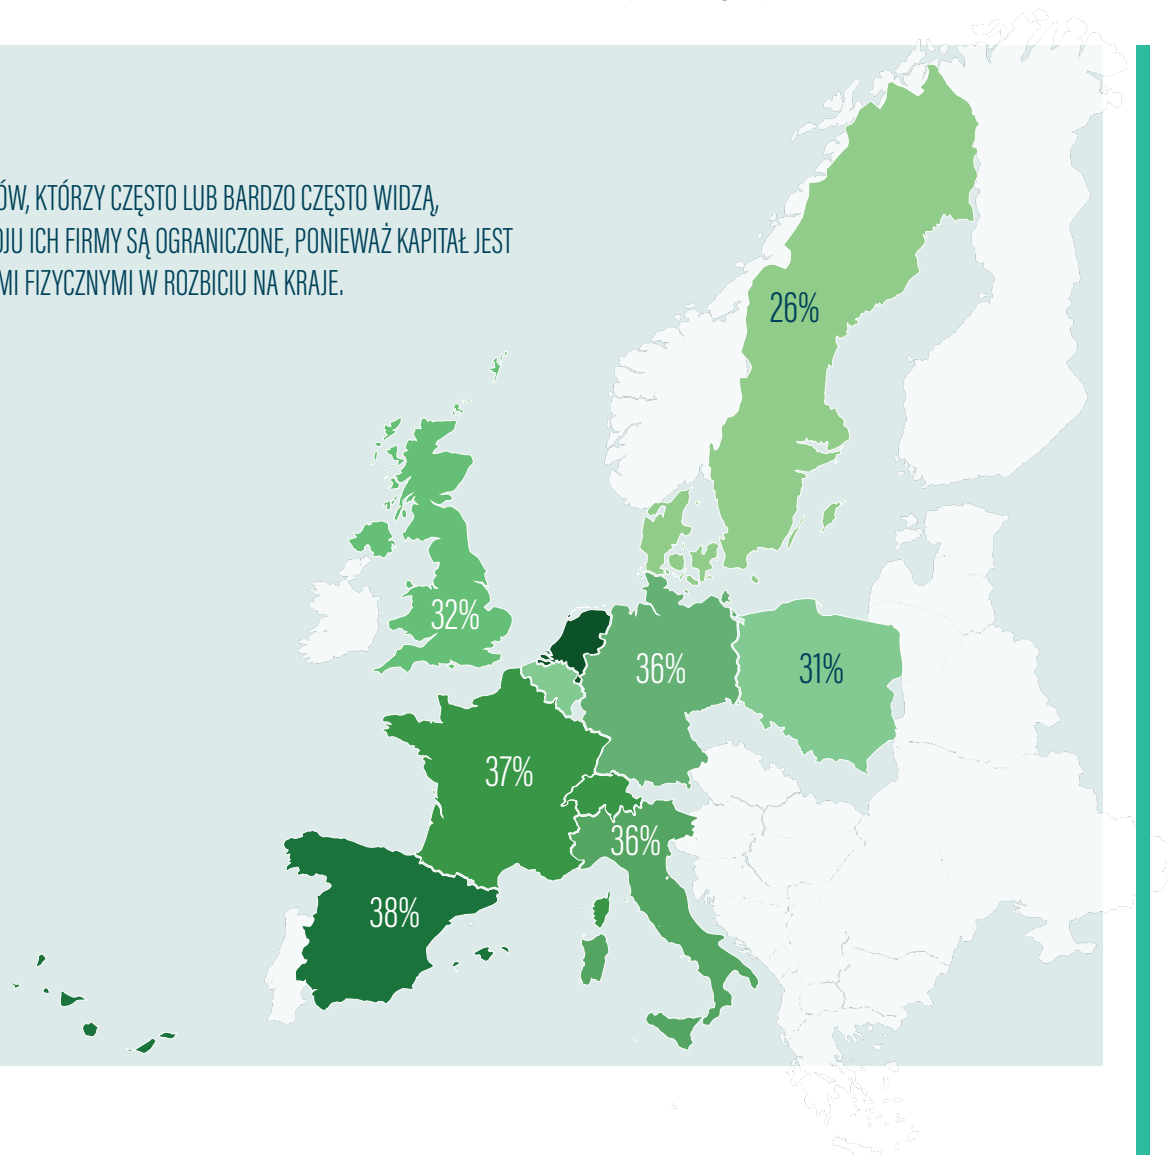 ÓW, KTÓRZY CZĘSTO LUB BARDZO CZĘSTO WIDZĄ,
OJU ICH FIRMY SĄ OGRANICZONE, PONIEWAŻ KAPITAŁ JEST
MI FIZYCZNYMI W ROZBICIU NA KRAJE.
26%
32%
36%
31%
37%
36%
38%